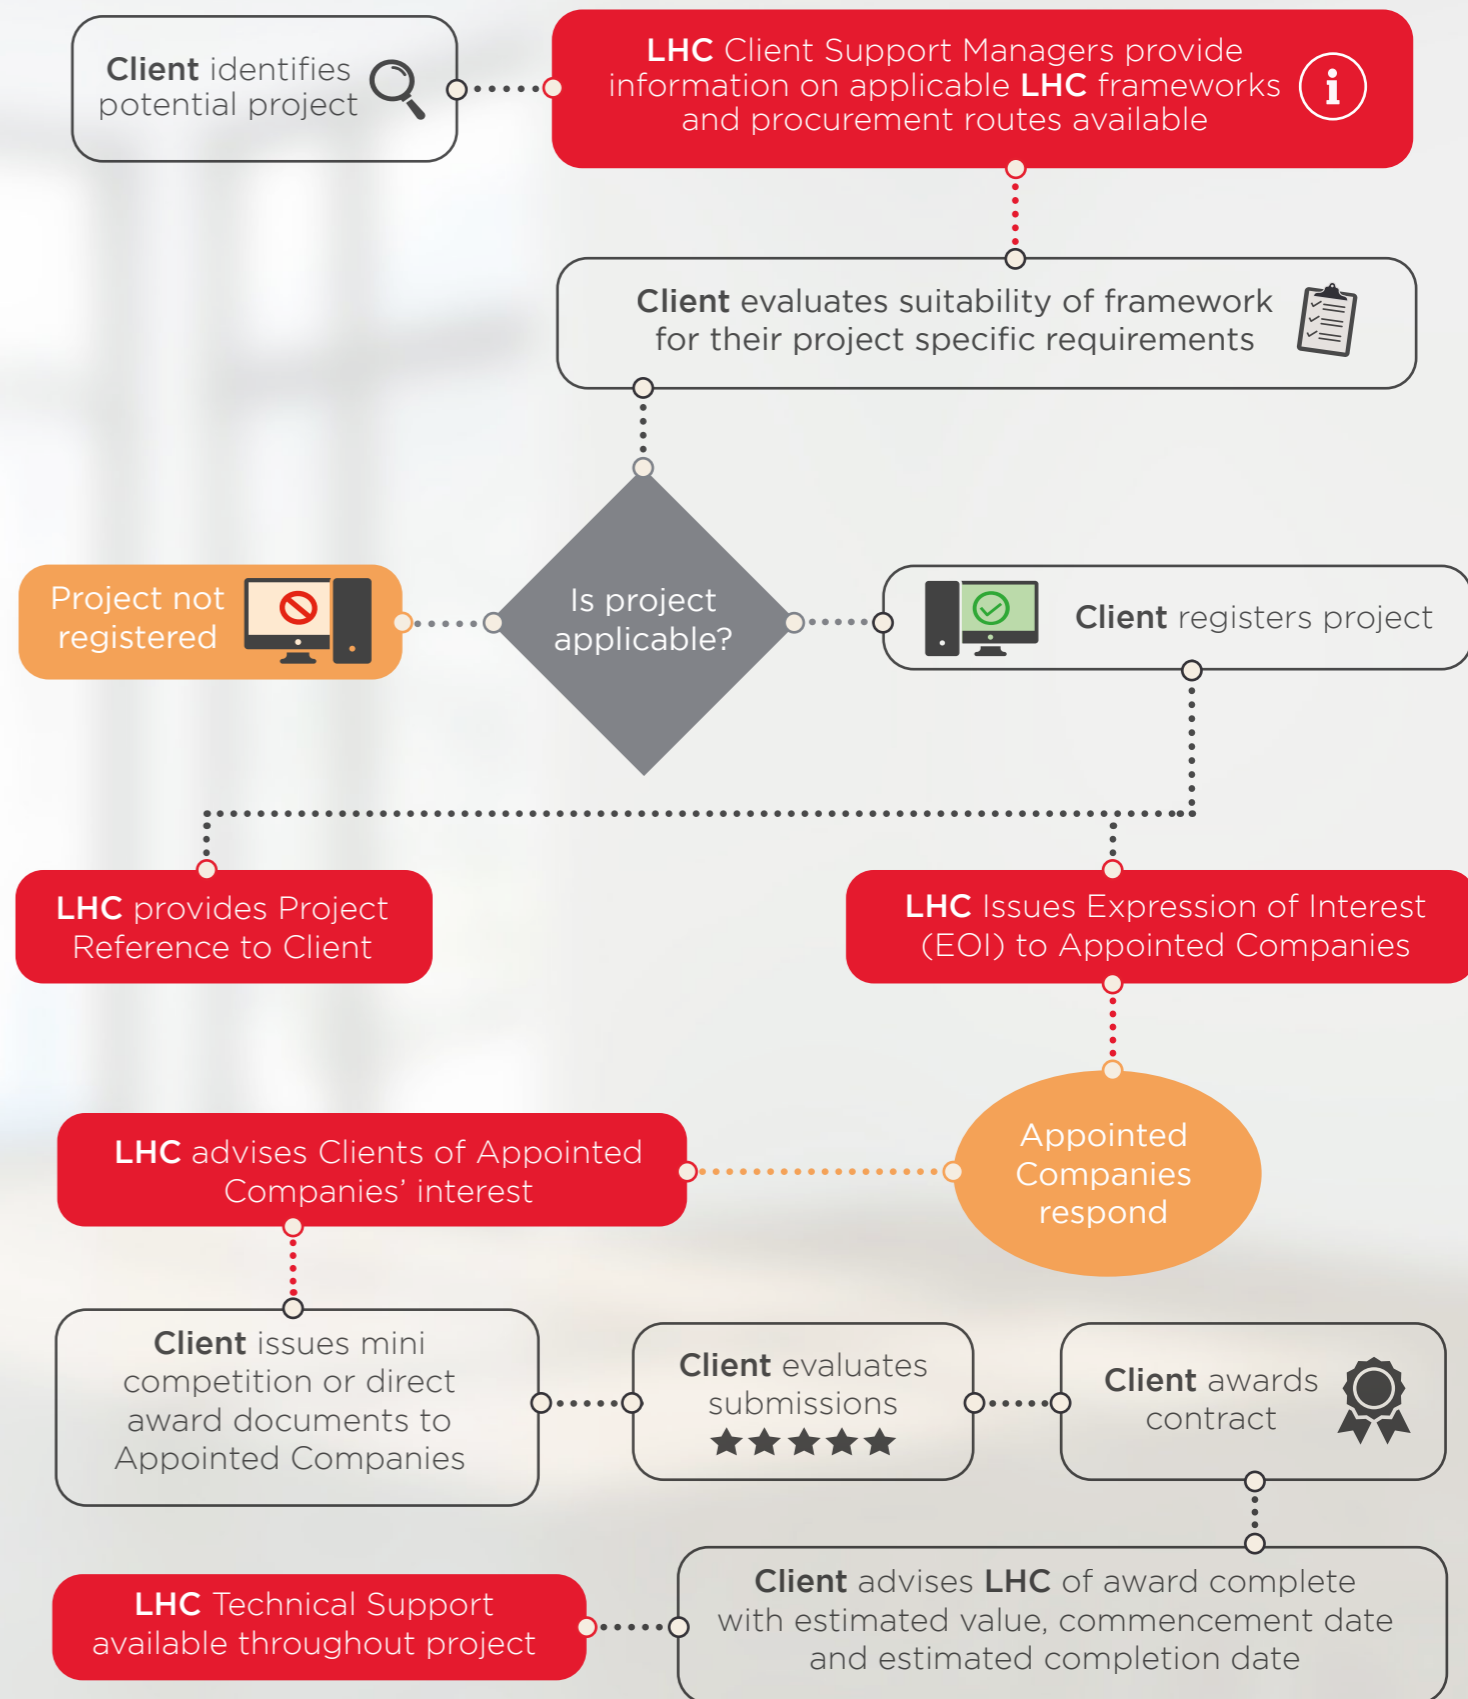 Client identifies
potential project
LHC Client Support Managers provide
information on applicable LHC frameworks
and procurement routes available
i
Client evaluates suitability of framework
for their project specific requirements
Project not
registered
Is project
applicable?
Client registers project
LHC provides Project
Reference to Client
LHC Issues Expression of Interest
(EOI) to Appointed Companies
Appointed
Companies
respond
LHC advises Clients of Appointed
Companies’ interest
Client issues mini
competition or direct
award documents to
Appointed Companies
Client evaluates
submissions
Client awards
contract
Client advises LHC of award complete
with estimated value, commencement date
and estimated completion date
LHC Technical Support
available throughout project